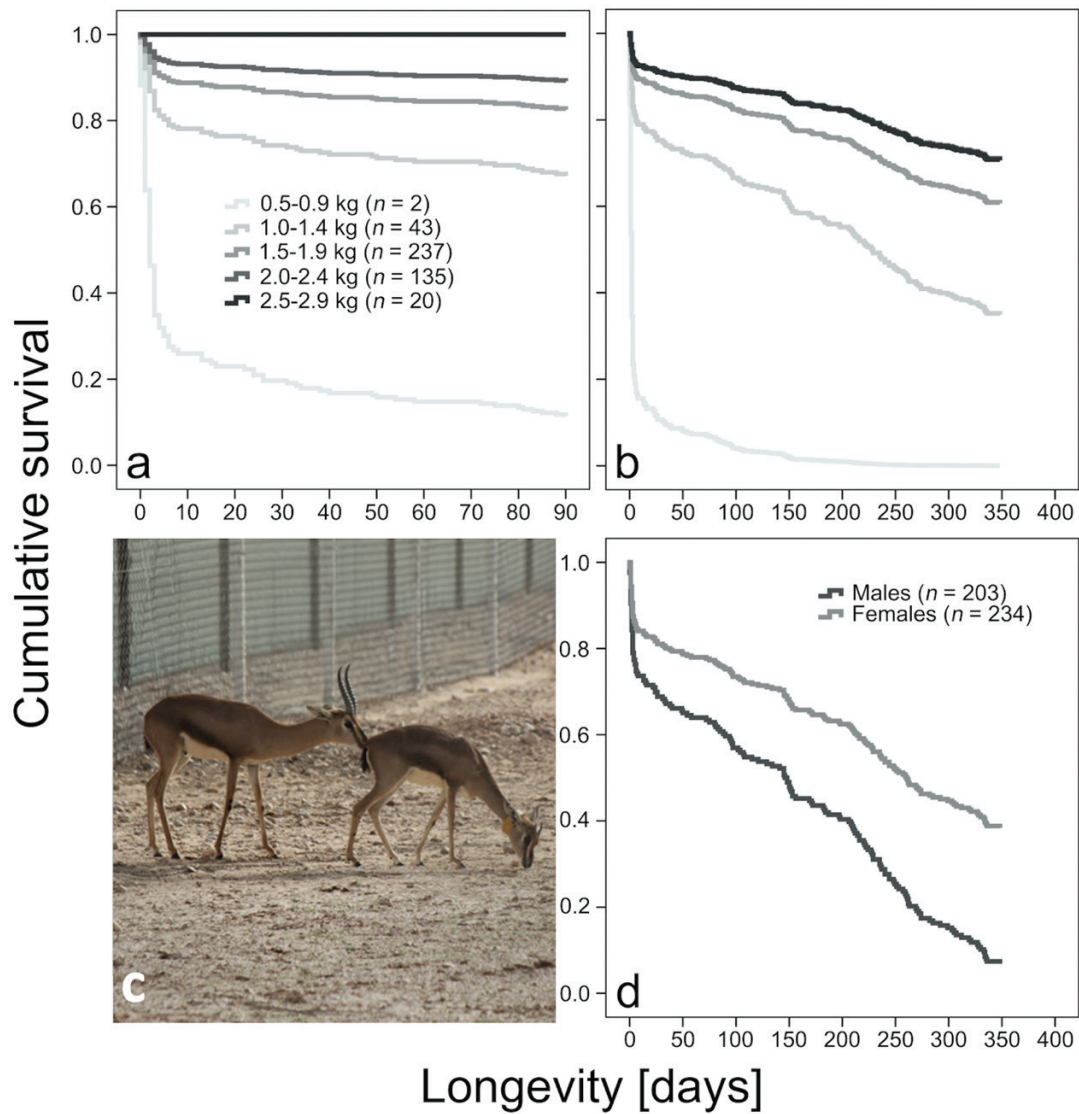 Cumulative survival
1.0
0.8
0.6
0.4
0.2
0.0
0.5-0.9 kg (n = 2)
1.0-1.4 kg (n = 43)
1.5-1.9 kg (n = 237)
2.0-2.4 kg (n = 135)
2.5-2.9 kg (n = 20)
a
0 10 20 30 40 50 60 70 80 90
b
0 50 100 150 200 250 300 350 400
c
1.0
0.8
0.6
0.4
0.2
0.0
Males (n = 203)
Females (n = 234)
d
0 50 100 150 200 250 300 350 400
Longevity [days]